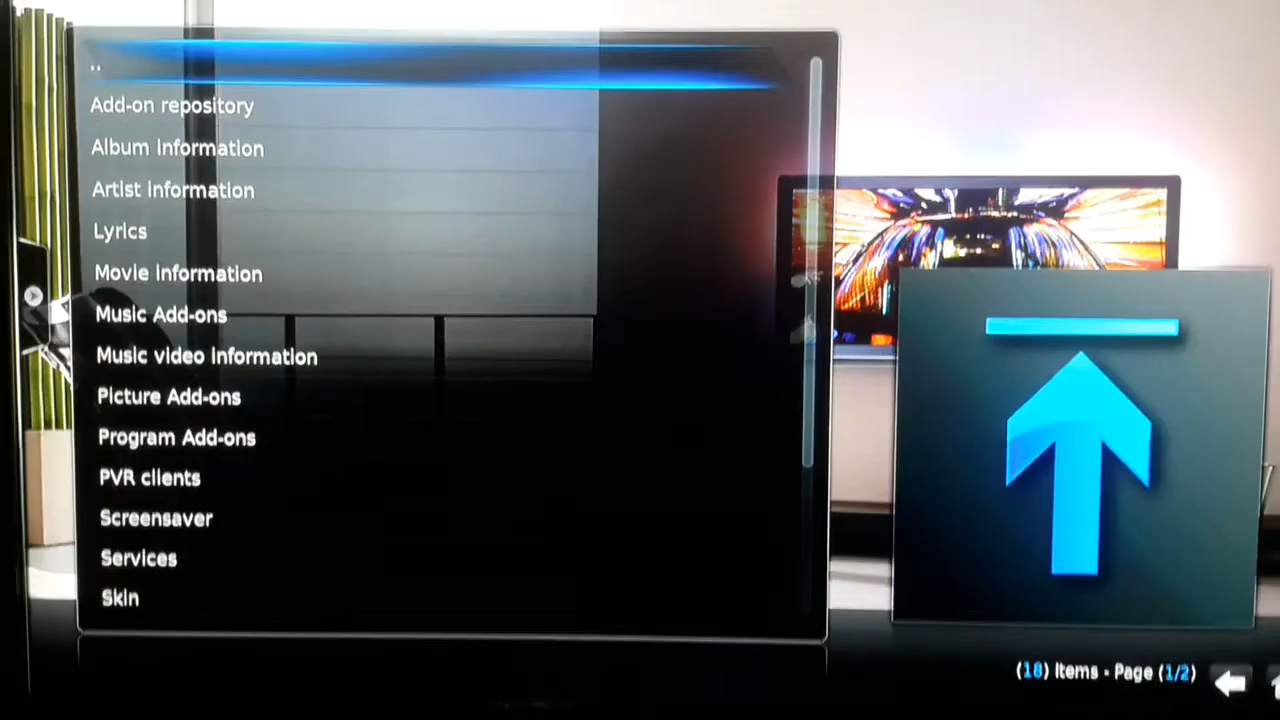 ..
Add-on repository
Album information
Artist information
Lyrics
Movie information
Music Add-ons
Music video information
Picture Add-ons
Program Add-ons
PVR clients
Screensaver
Services
Skin
(18) Items - Page (1/2)